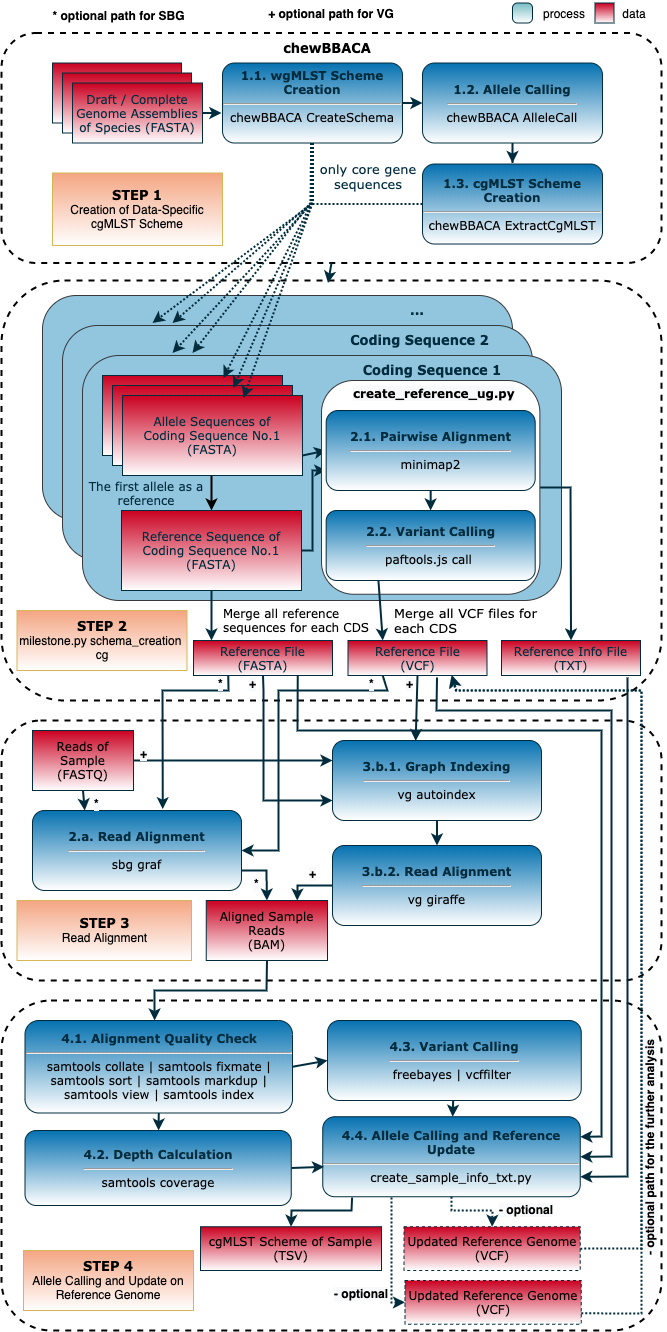 * optional path for SBG
+ optional path for VG
process
data
chewBBACA
Draft / Complete
Genome Assemblies
of Species (FASTA)
1.1. wgMLST Scheme
Creation
chewBBACA CreateSchema
1.2. Allele Calling
chewBBACA AlleleCall
only core gene
sequences
1.3. cgMLST Scheme
Creation
chewBBACA ExtractCgMLST
STEP 1
Creation of Data-Specific
cgMLST Scheme
...
Coding Sequence 2
Coding Sequence 1
create_reference_ug.py
Allele Sequences of
Coding Sequence No.1
(FASTA)
2.1. Pairwise Alignment
minimap2
The first allele as a
reference
Reference Sequence of
Coding Sequence No.1
(FASTA)
2.2. Variant Calling
paftools.js call
STEP 2
milestone.py schema_creation
cg
Merge all reference
sequences for each CDS
Merge all VCF files for
each CDS
Reference File
(FASTA)
Reference File
(VCF)
Reference Info File
(TXT)
*
+
*
+
Reads of
Sample
(FASTQ)
+
*
3.b.1. Graph Indexing
vg autoindex
2.a. Read Alignment
sbg graf
*
+
3.b.2. Read Alignment
vg giraffe
STEP 3
Read Alignment
Aligned Sample
Reads
(BAM)
4.1. Alignment Quality Check
samtools collate | samtools fixmate |
samtools sort | samtools markdup |
samtools view | samtools index
4.3. Variant Calling
freebayes | vcffilter
4.2. Depth Calculation
samtools coverage
4.4. Allele Calling and Reference
Update
create_sample_info_txt.py
- optional path for the further analysis
- optional
cgMLST Scheme of Sample
(TSV)
Updated Reference Genome
(VCF)
STEP 4
Allele Calling and Update on
Reference Genome
- optional
Updated Reference Genome
(VCF)